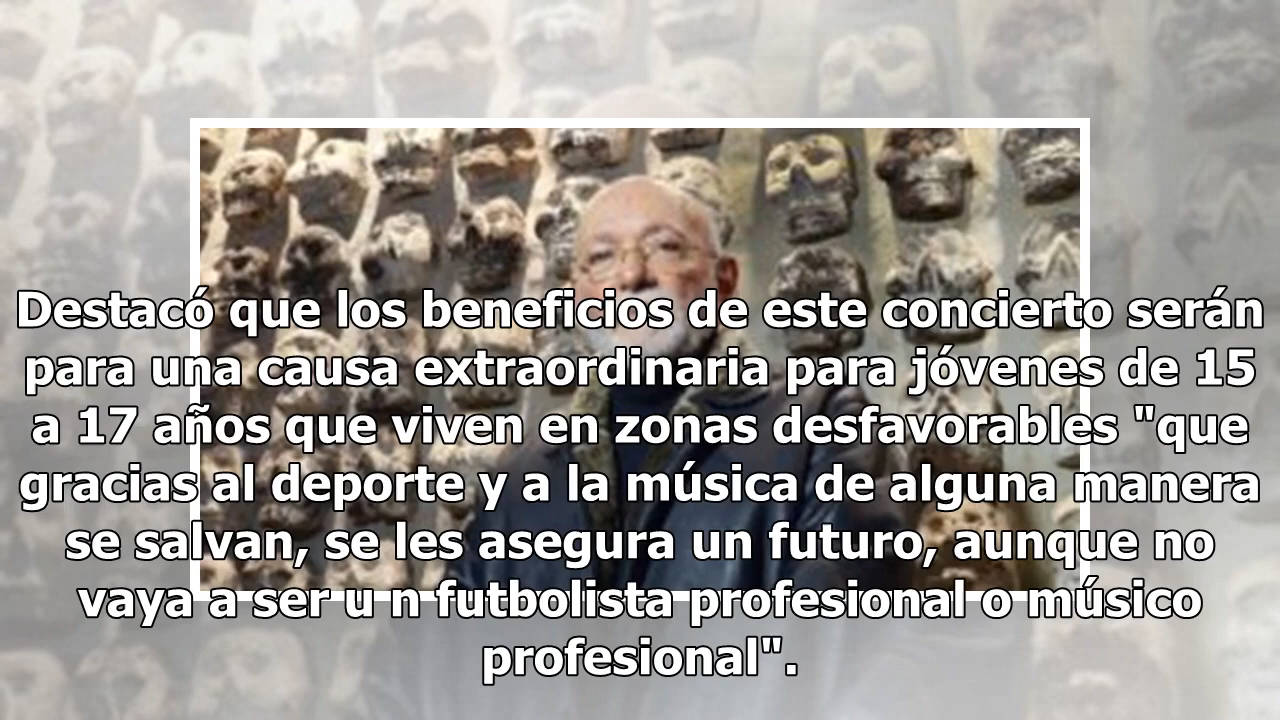 Destacó que los beneficios de este concierto serán
para una causa extraordinaria para jóvenes de 15
a 17 años que viven en zonas desfavorables "que
gracias al deporte y a la música de alguna manera
se salvan, se les asegura un futuro, aunque no
vaya a ser u n futbolista profesional o músico
profesional".